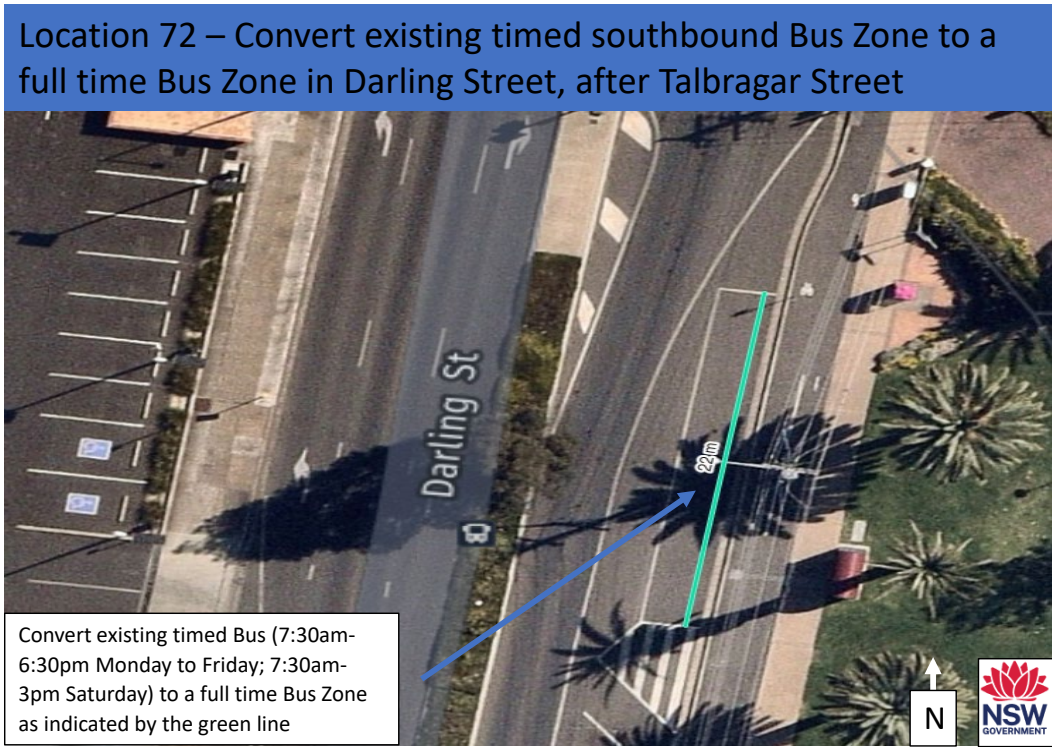 Location 72 – Convert existing timed southbound Bus Zone to a
full time Bus Zone in Darling Street, after Talbragar Street
Darling St
22 m
Convert existing timed Bus (7:30am-
6:30pm Monday to Friday; 7:30am-
3pm Saturday) to a full time Bus Zone
as indicated by the green line
N
NSW
GOVERNMENT